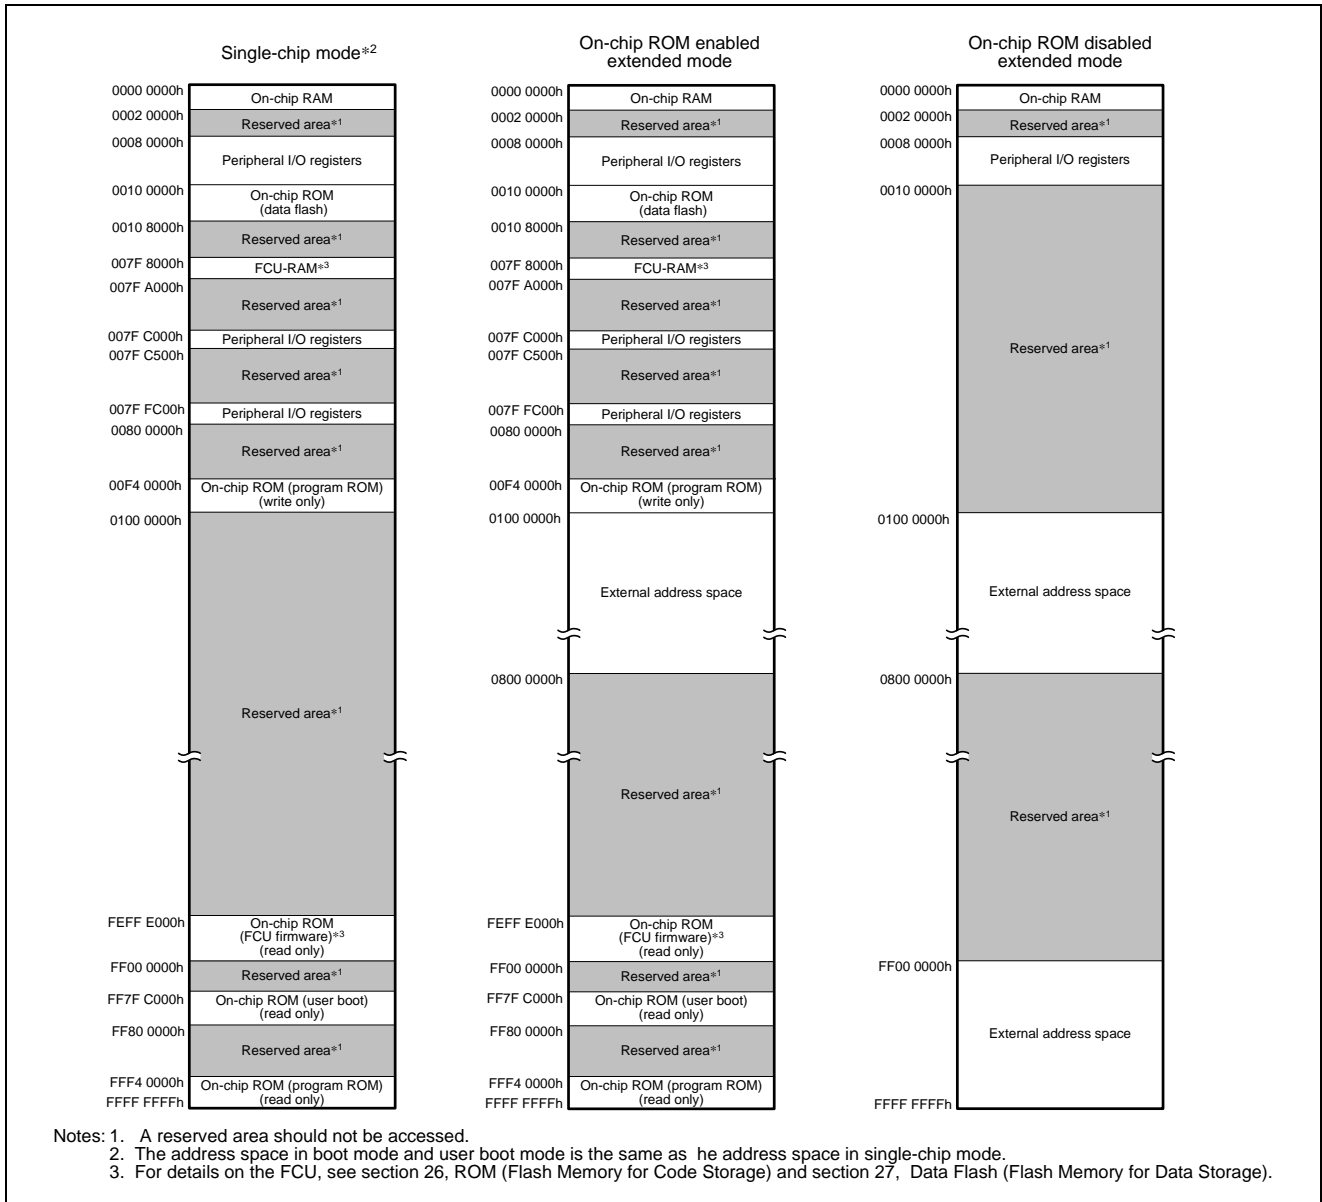 Single-chip mode*2
0000 0000h
On-chip RAM
0002 0000h
Reserved area*1
0008 0000h
Peripheral I/O registers
0010 0000h
On-chip ROM
(data flash)
0010 8000h
Reserved area*1
007F 8000h
FCU-RAM*3
007F A000h
Reserved area*1
007F C000h
Peripheral I/O registers
007F C500h
Reserved area*1
007F FC00h
Peripheral I/O registers
0080 0000h
Reserved area*1
00F4 0000h
On-chip ROM (program ROM)
(write only)
0100 0000h
Reserved area*1
FEFF E000h
On-chip ROM
(FCU firmware)*3
(read only)
FF00 0000h
Reserved area*1
FF7F C000h
On-chip ROM (user boot)
(read only)
FF80 0000h
Reserved area*1
FFF4 0000h
On-chip ROM (program ROM)
(read only)
FFFF FFFFh
On-chip ROM enabled
extended mode
0000 0000h
On-chip RAM
0002 0000h
Reserved area*1
0008 0000h
Peripheral I/O registers
0010 0000h
On-chip ROM
(data flash)
0010 8000h
Reserved area*1
007F 8000h
FCU-RAM*3
007F A000h
Reserved area*1
007F C000h
Peripheral I/O registers
007F C500h
Reserved area*1
007F FC00h
Peripheral I/O registers
0080 0000h
Reserved area*1
00F4 0000h
On-chip ROM (program ROM)
(write only)
0100 0000h
External address space
0800 0000h
Reserved area*1
FEFF E000h
On-chip ROM
(FCU firmware)*3
(read only)
FF00 0000h
Reserved area*1
FF7F C000h
On-chip ROM (user boot)
(read only)
FF80 0000h
Reserved area*1
FFF4 0000h
On-chip ROM (program ROM)
(read only)
FFFF FFFFh
On-chip ROM disabled
extended mode
0000 0000h
On-chip RAM
0002 0000h
Reserved area*1
0008 0000h
Peripheral I/O registers
0010 0000h
Reserved area*1
0100 0000h
External address space
0800 0000h
Reserved area*1
FF00 0000h
External address space
FFFF FFFFh
Notes: 1. A reserved area should not be accessed.
2. The address space in boot mode and user boot mode is the same as he address space in single-chip mode.
3. For details on the FCU, see section 26, ROM (Flash Memory for Code Storage) and section 27, Data Flash (Flash Memory for Data Storage).